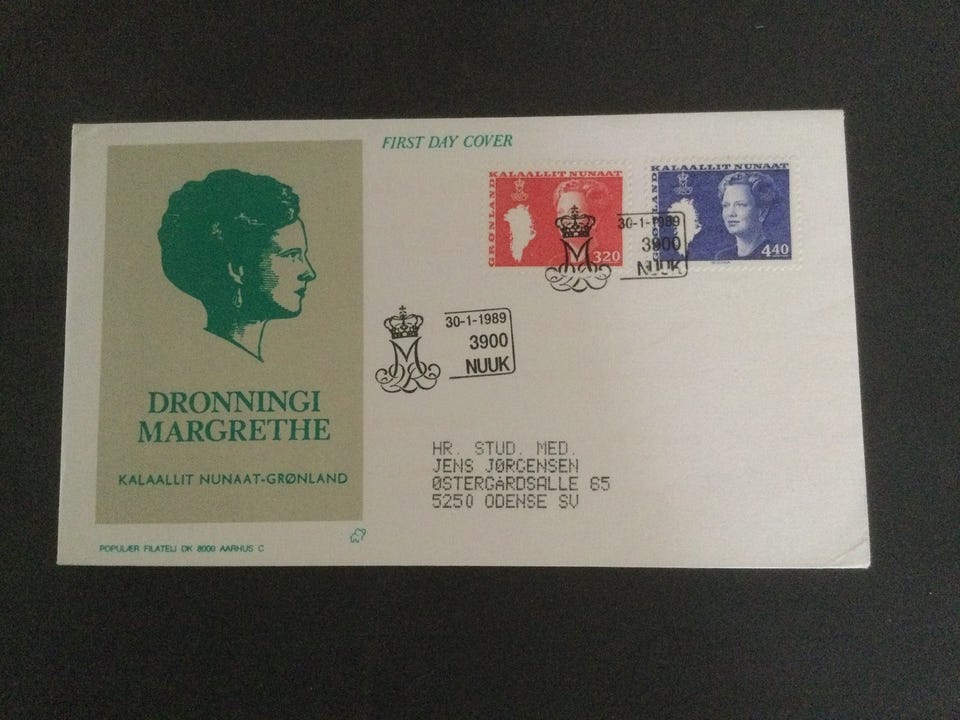 FIRST DAY COVER
KALAALLIT NUNAAT
GRØNLAND
3.20
KALAALLIT NUNAAT
4.40
30-1-1989
3900
NUUK
30-1-1989
3900
NUUK
DRONNINGI
MARGRETHE
KALAALLIT NUNAAT-GRØNLAND
HR. STUD. MED.
JENS JØRGENSEN
ØSTERGÅRDSALLE 65
5250 ODENSE SV
POPULÆR FILATELI DK 8000 AARHUS C